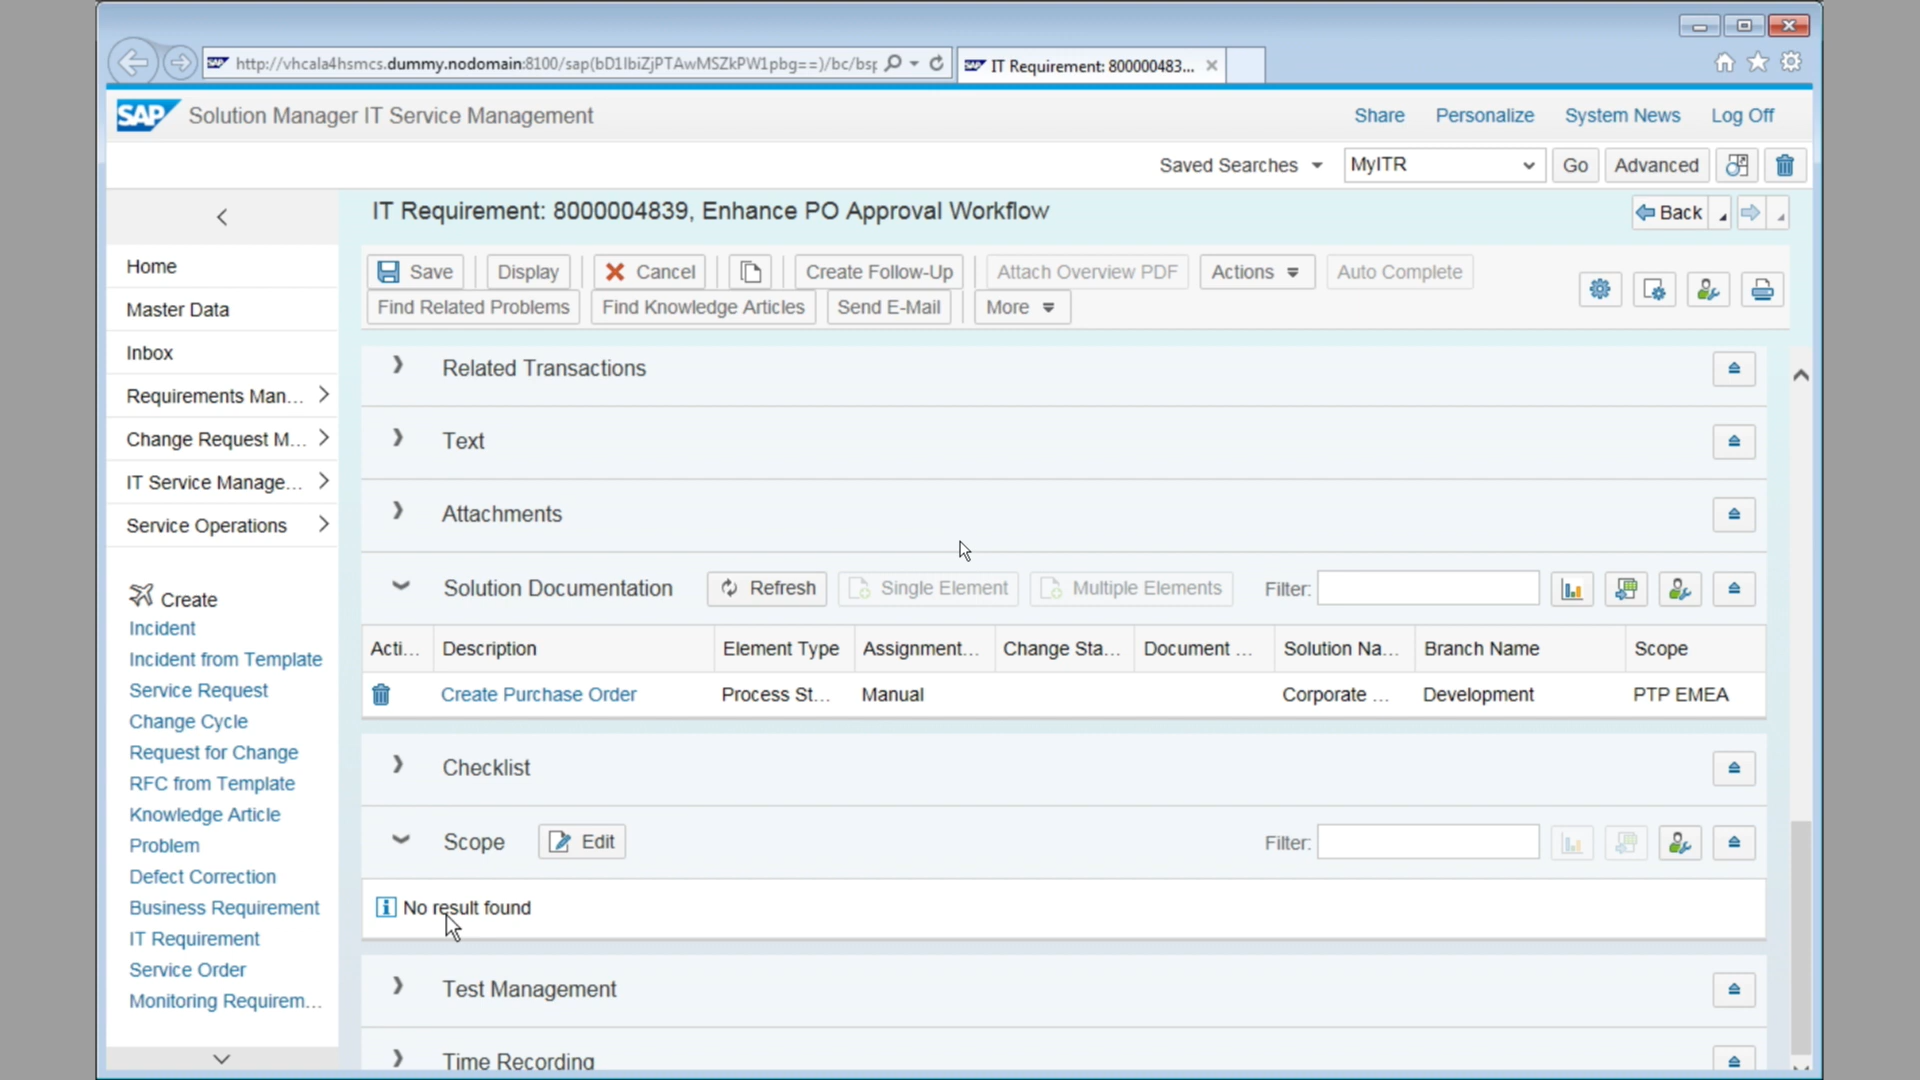 http://vhcala4hsmcs.dummy.nodomain:8100/sap(bD1lbiZjPTAwMSZkPW1pbg==)/bc/bsp
IT Requirement: 800000483...
SAP Solution Manager IT Service Management
Share Personalize System News Log Off
Saved Searches MyITR Go Advanced
IT Requirement: 8000004839, Enhance PO Approval Workflow
Back
Save Display Cancel Create Follow-Up Attach Overview PDF Actions Auto Complete
Find Related Problems Find Knowledge Articles Send E-Mail More
Home
Master Data
Inbox
Requirements Man...
Change Request M...
IT Service Manage...
Service Operations
Create
Incident
Incident from Template
Service Request
Change Cycle
Request for Change
RFC from Template
Knowledge Article
Problem
Defect Correction
Business Requirement
IT Requirement
Service Order
Monitoring Requirem...
Related Transactions
Text
Attachments
Solution Documentation Refresh Single Element Multiple Elements Filter:
Acti... Description Element Type Assignment... Change Sta... Document ... Solution Na... Branch Name Scope
Create Purchase Order Process St... Manual Corporate ... Development PTP EMEA
Checklist
Scope Edit Filter:
No result found
Test Management
Time Recording